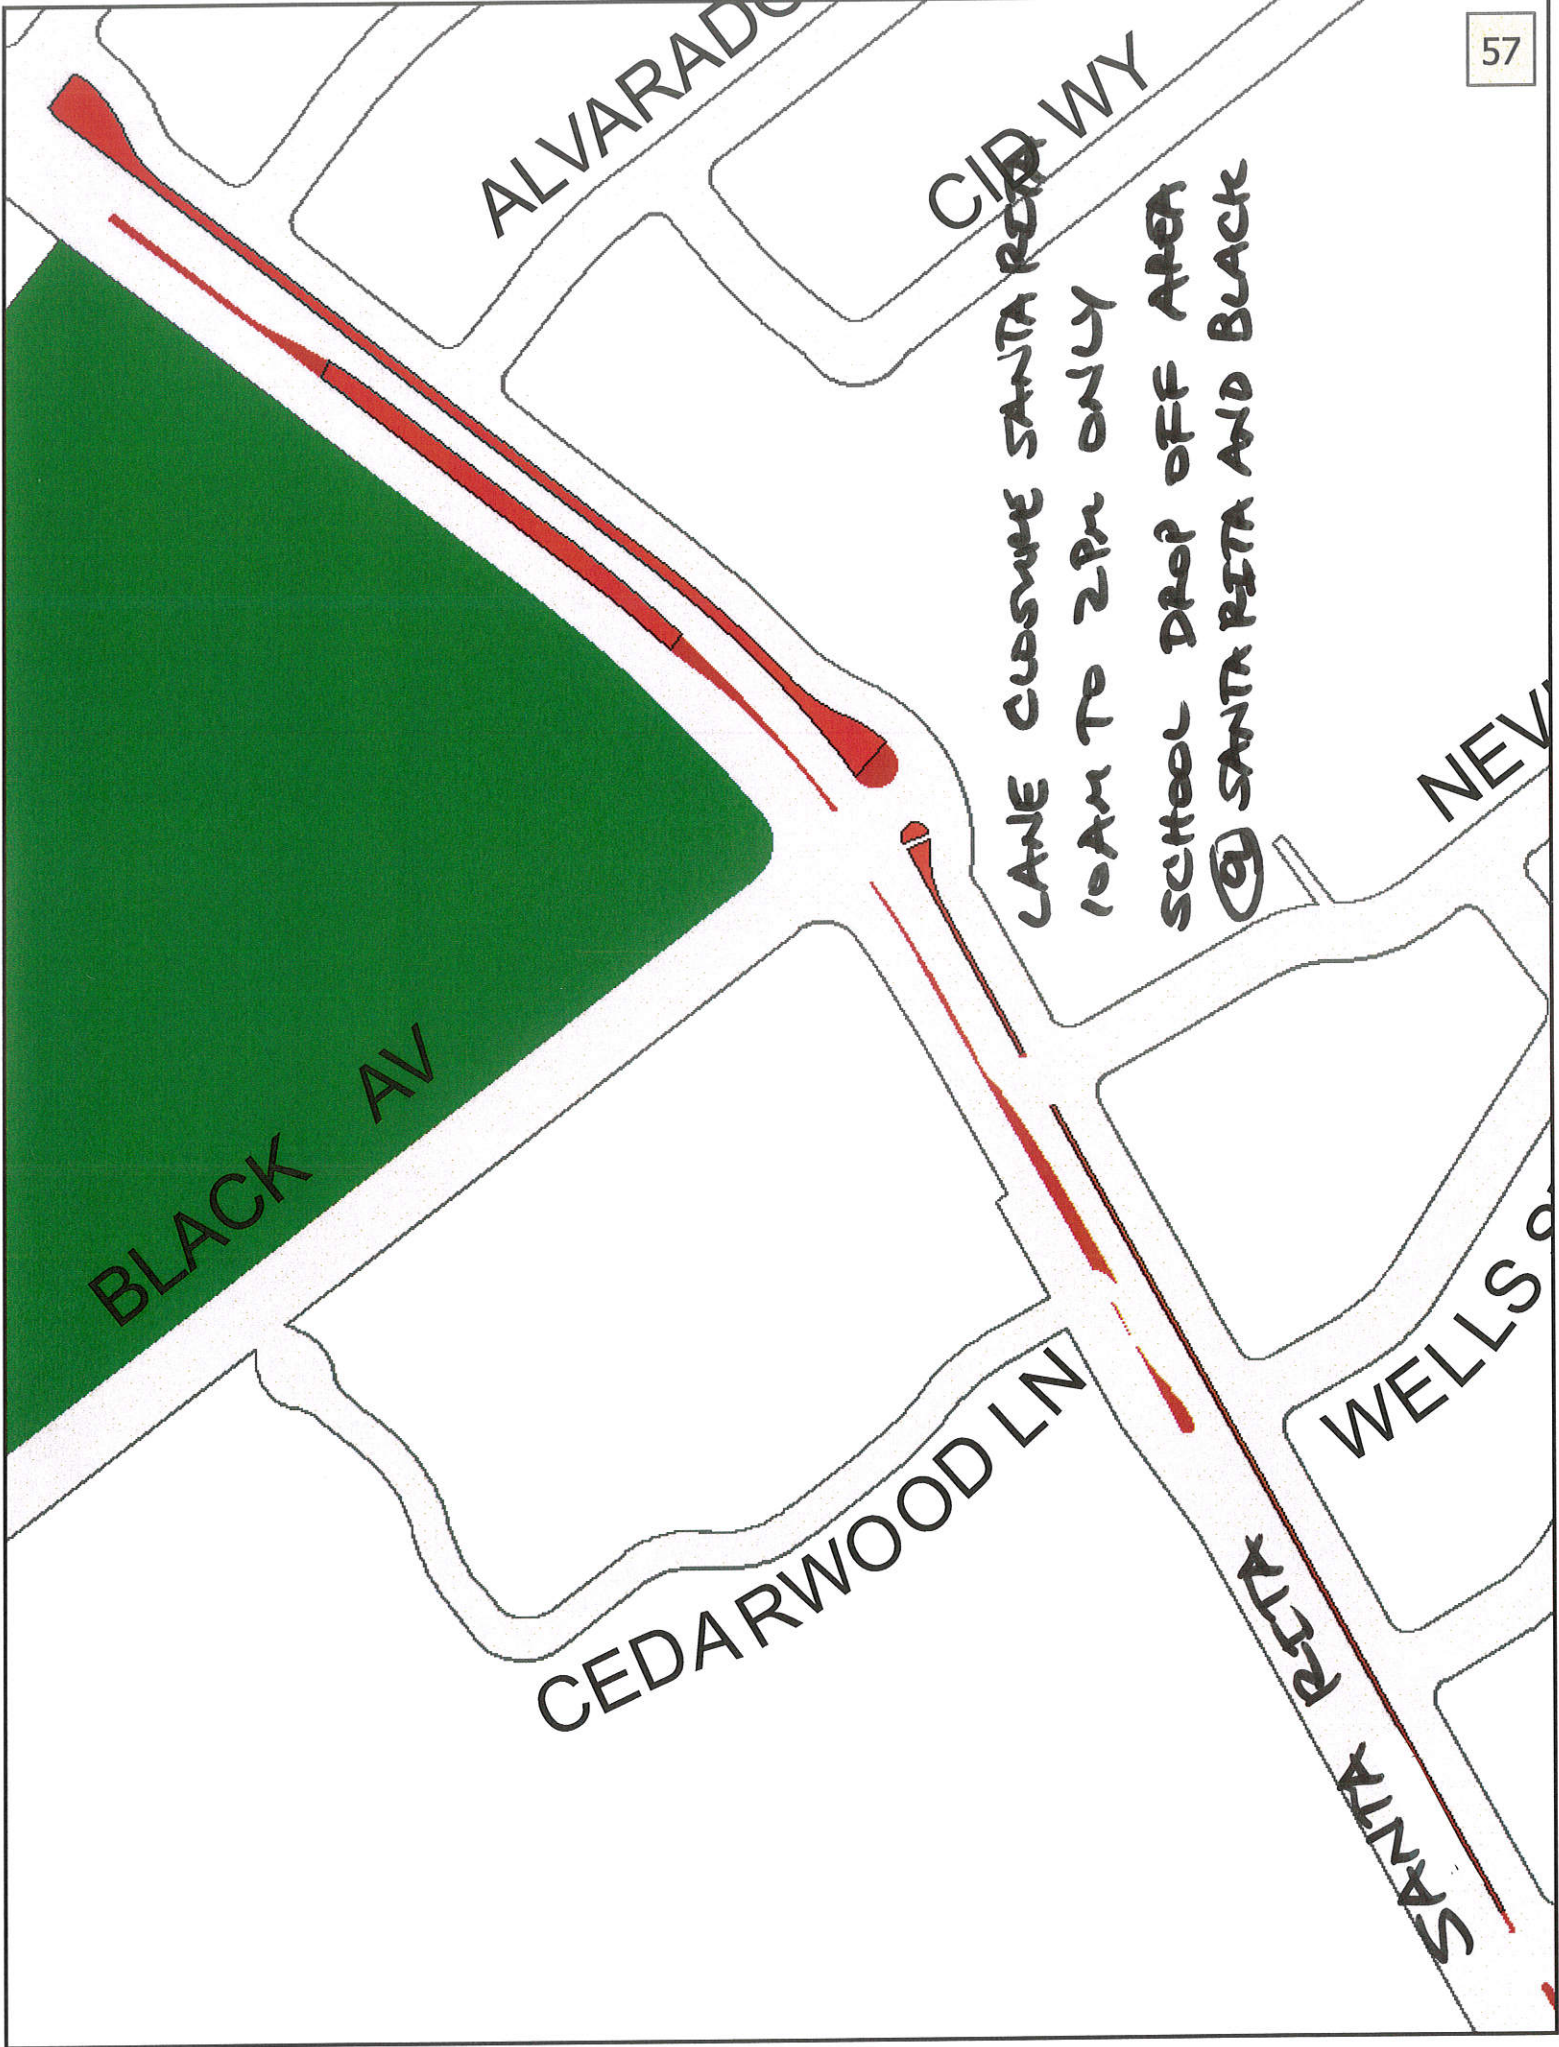 57
ALVARADO
CID WY
LANE CLOSURE SANTA RITA
10AM TO 2PM ONLY
SCHOOL DROP OFF AREA
@ SANTA RITA AND BLACK
NEV
BLACK AV
WELLS
CEDARWOOD LN
SANTA RITA